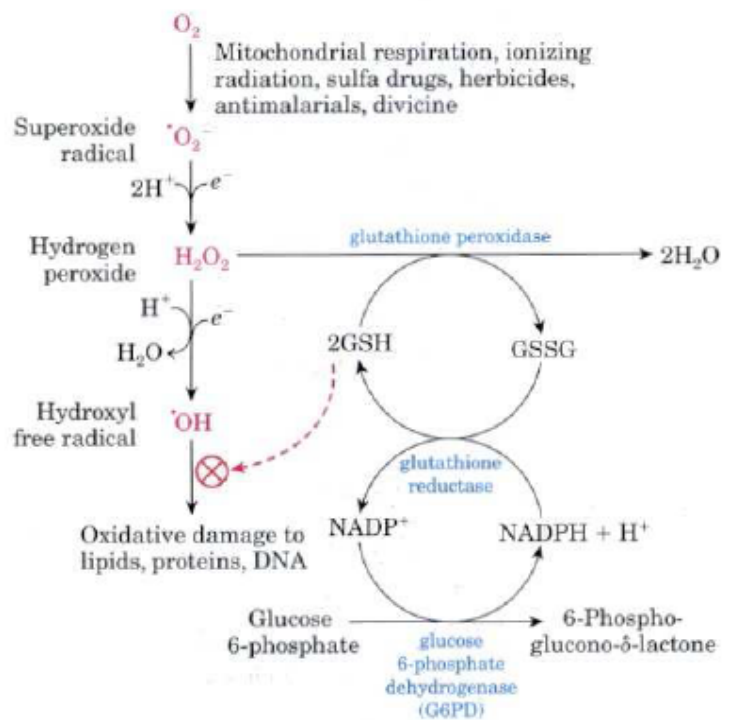 O₂
Mitochondrial respiration, ionizing
radiation, sulfa drugs, herbicides,
antimalarials, divicine
Superoxide
radical
•O₂⁻
2H⁺
e⁻
Hydrogen
peroxide
H₂O₂
glutathione peroxidase
2H₂O
H⁺
e⁻
H₂O
2GSH
GSSG
Hydroxyl
free radical
•OH
glutathione
reductase
Oxidative damage to
lipids, proteins, DNA
NADP⁺
NADPH + H⁺
Glucose
6-phosphate
6-Phospho-
glucono-δ-lactone
glucose
6-phosphate
dehydrogenase
(G6PD)